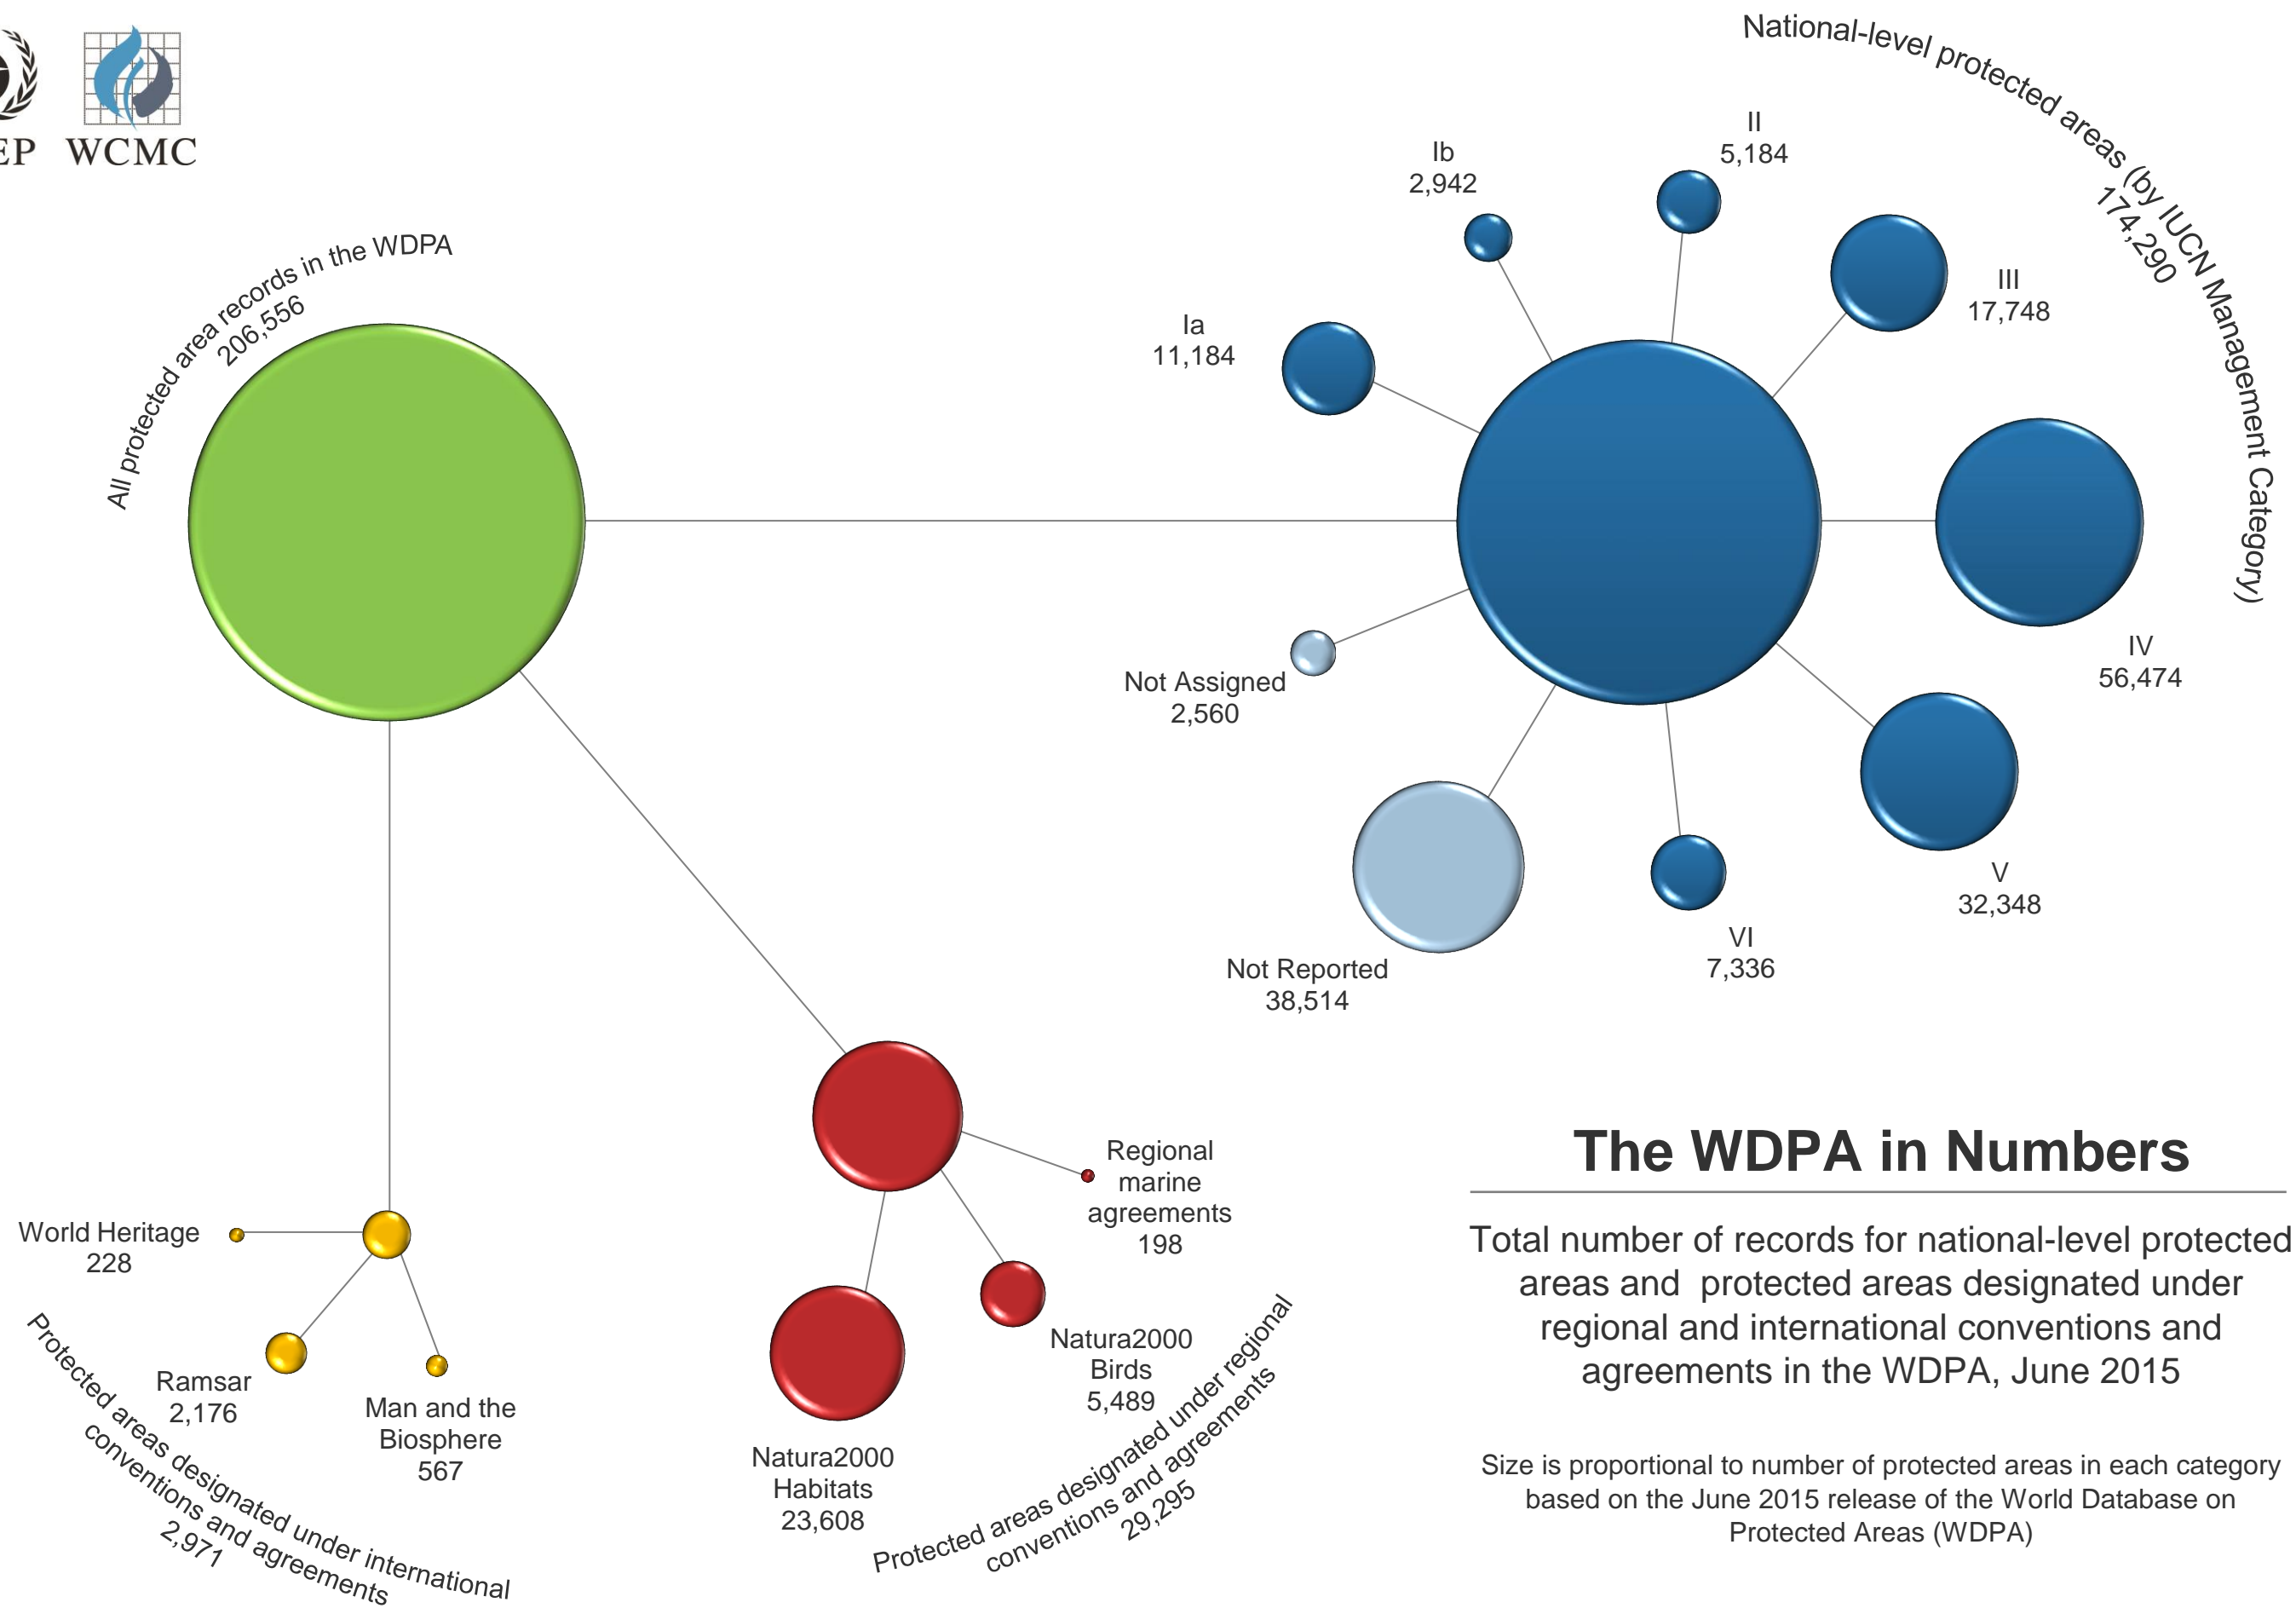 EP
WCMC
National-level protected areas (by IUCN Management Category)
174,290
All protected area records in the WDPA
206,556
Ib
2,942
II
5,184
III
17,748
Ia
11,184
IV
56,474
Not Assigned
2,560
V
32,348
VI
7,336
Not Reported
38,514
Regional
marine
agreements
198
World Heritage
228
Ramsar
2,176
Man and the
Biosphere
567
Natura2000
Birds
5,489
Natura2000
Habitats
23,608
Protected areas designated under international
conventions and agreements
2,971
Protected areas designated under regional
conventions and agreements
29,295
The WDPA in Numbers
Total number of records for national-level protected
areas and protected areas designated under
regional and international conventions and
agreements in the WDPA, June 2015
Size is proportional to number of protected areas in each category
based on the June 2015 release of the World Database on
Protected Areas (WDPA)